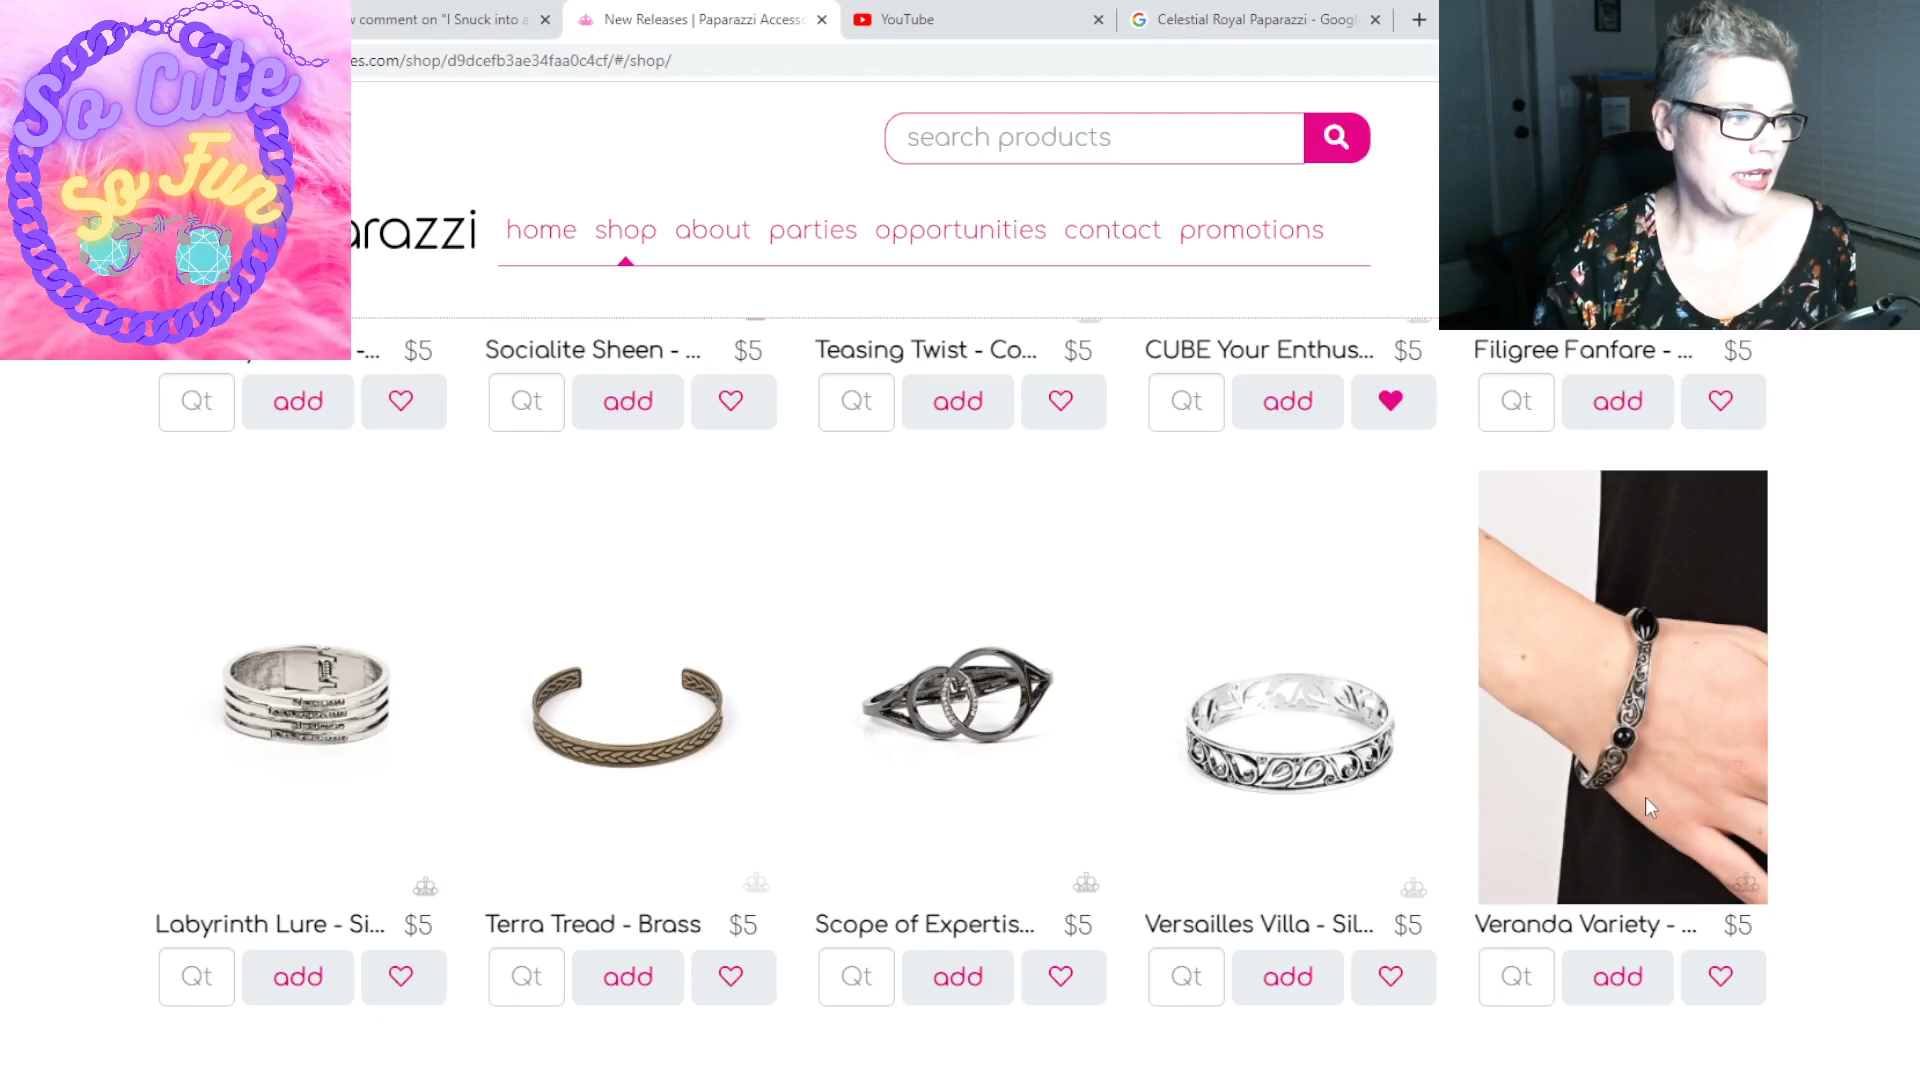 w comment on "I Snuck into a
New Releases | Paparazzi Access
YouTube
Celestial Royal Paparazzi - Google
es.com/shop/d9dcefb3ae34faa0c4cf/#/shop/
So Cute
So Fun
search products
arazzi
home shop about parties opportunities contact promotions
-... $5
Socialite Sheen - ... $5
Teasing Twist - Co... $5
CUBE Your Enthus... $5
Filigree Fanfare - ... $5
Qt add Qt add Qt add Qt add Qt add
Labyrinth Lure - Si... $5
Terra Tread - Brass $5
Scope of Expertis... $5
Versailles Villa - Sil... $5
Veranda Variety - ... $5
Qt add Qt add Qt add Qt add Qt add